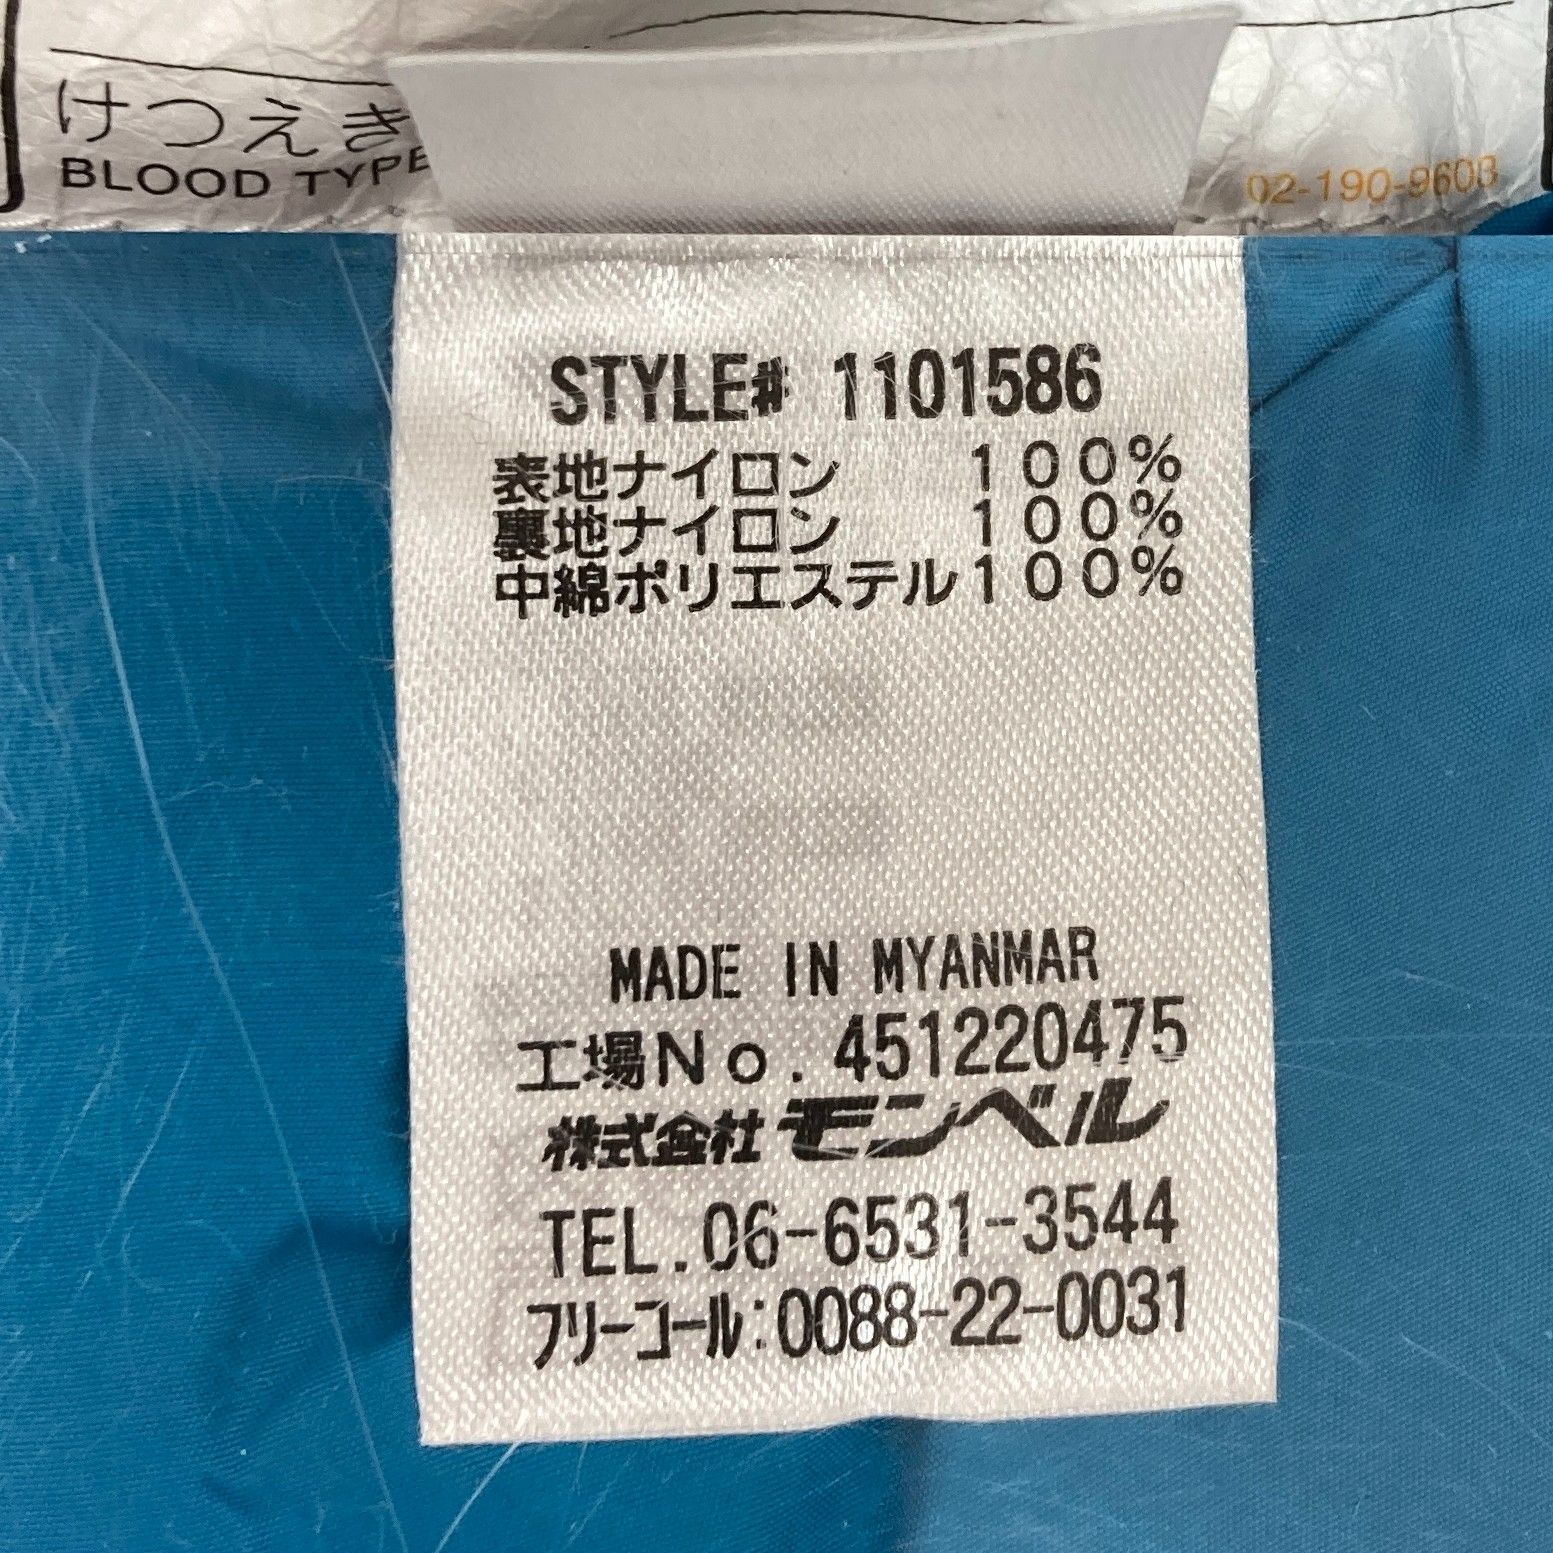 けつえき
BLOOD TYPE
02-190-9603
STYLE# 1101586
表地ナイロン 100%
裏地ナイロン 100%
中綿ポリエステル100%
MADE IN MYANMAR
工場No. 451220475
株式会社モンベル
TEL.06-6531-3544
フリーコール:0088-22-0031